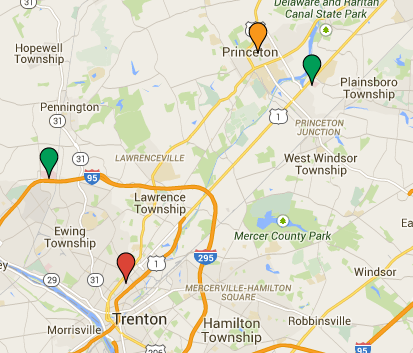 Delaware and Raritan
Canal State Park
31
Hopewell
Township
Princeton
Plainsboro
Township
Pennington
31
1
PRINCETON
JUNCTION
LAWRENCEVILLE
31
West Windsor
Township
95
Lawrence
Township
Ewing
Township
Mercer County Park
1
295
Windsor
29
31
MERCERVILLE-HAMILTON
SQUARE
Trenton
Robbinsville
Morrisville
Hamilton
Township
95